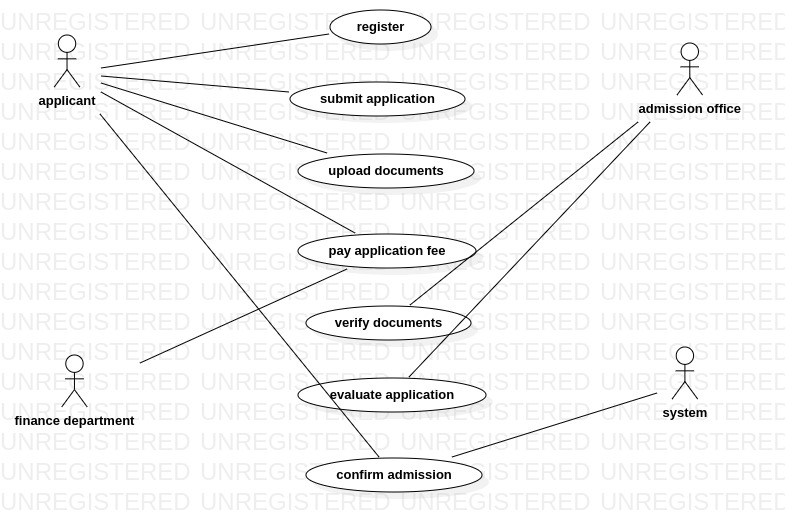 register
applicant
submit application
admission office
upload documents
pay application fee
verify documents
evaluate application
finance department
system
confirm admission
UNREGISTERED UNREGISTERED UNREGISTERED UNREGISTERED